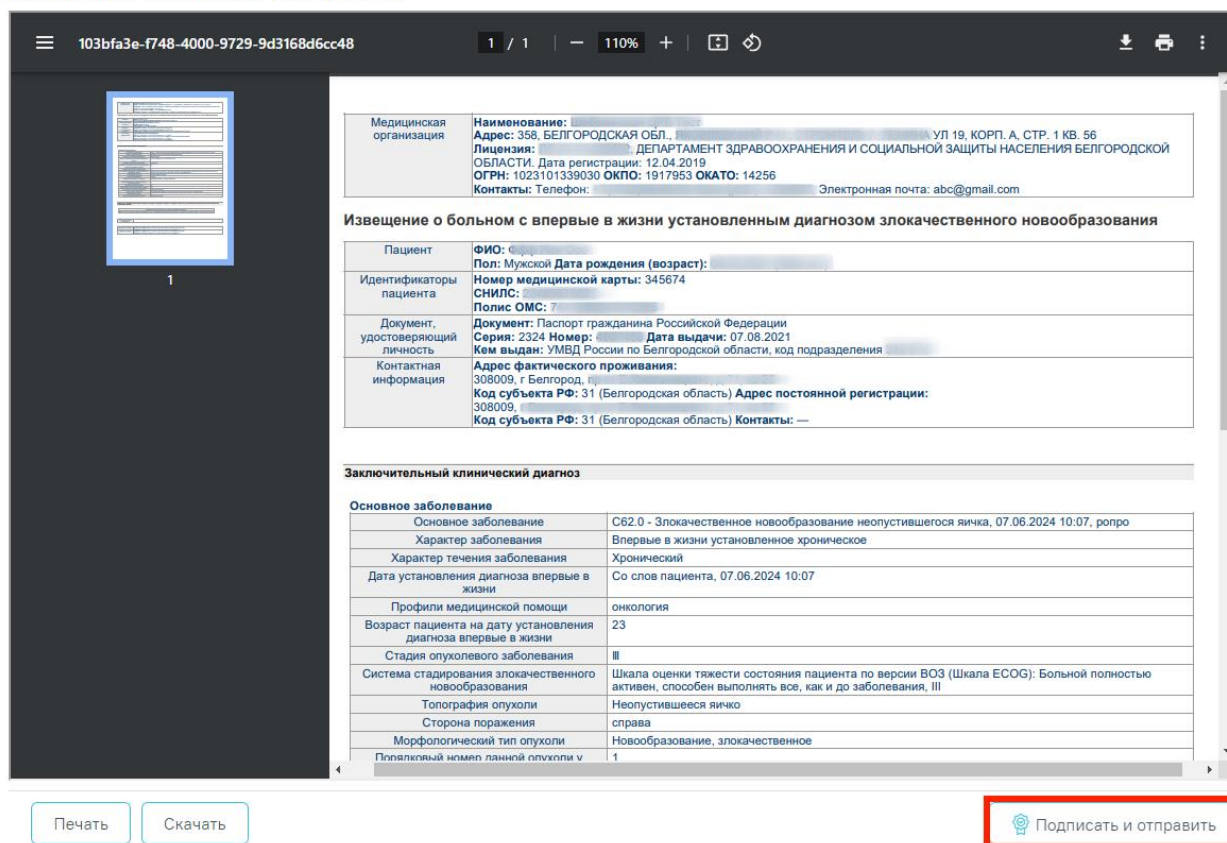 103bfa3e-f748-4000-9729-9d3168d6cc48
1 / 1
110%
1
Медицинская организация
Наименование:
Адрес: 358, БЕЛГОРОДСКАЯ ОБЛ., УЛ 19, КОРП. А, СТР. 1 КВ. 56
Лицензия: , ДЕПАРТАМЕНТ ЗДРАВООХРАНЕНИЯ И СОЦИАЛЬНОЙ ЗАЩИТЫ НАСЕЛЕНИЯ БЕЛГОРОДСКОЙ
ОБЛАСТИ. Дата регистрации: 12.04.2019
ОГРН: 1023101339030 ОКПО: 1917953 ОКАТО: 14256
Контакты: Телефон: Электронная почта: abc@gmail.com
Извещение о больном с впервые в жизни установленным диагнозом злокачественного новообразования
Пациент
ФИО:
Пол: Мужской Дата рождения (возраст):
Идентификаторы пациента
Номер медицинской карты: 345674
СНИЛС:
Полис ОМС:
Документ, удостоверяющий личность
Документ: Паспорт гражданина Российской Федерации
Серия: 2324 Номер: Дата выдачи: 07.08.2021
Кем выдан: УМВД России по Белгородской области, код подразделения
Контактная информация
Адрес фактического проживания:
308009, г Белгород,
Код субъекта РФ: 31 (Белгородская область) Адрес постоянной регистрации:
308009,
Код субъекта РФ: 31 (Белгородская область) Контакты: —
Заключительный клинический диагноз
Основное заболевание
Основное заболевание C62.0 - Злокачественное новообразование неопустившегося яичка, 07.06.2024 10:07, ропро
Характер заболевания Впервые в жизни установленное хроническое
Характер течения заболевания Хронический
Дата установления диагноза впервые в Со слов пациента, 07.06.2024 10:07
жизни
Профили медицинской помощи онкология
Возраст пациента на дату установления 23
диагноза впервые в жизни
Стадия опухолевого заболевания III
Система стадирования злокачественного Шкала оценки тяжести состояния пациента по версии ВОЗ (Шкала ECOG): Больной полностью
новообразования активен, способен выполнять все, как и до заболевания, III
Топография опухоли Неопустившееся яичко
Сторона поражения справа
Морфологический тип опухоли Новообразование, злокачественное
Порядковый номер данной опухоли у 1
Печать
Скачать
Подписать и отправить